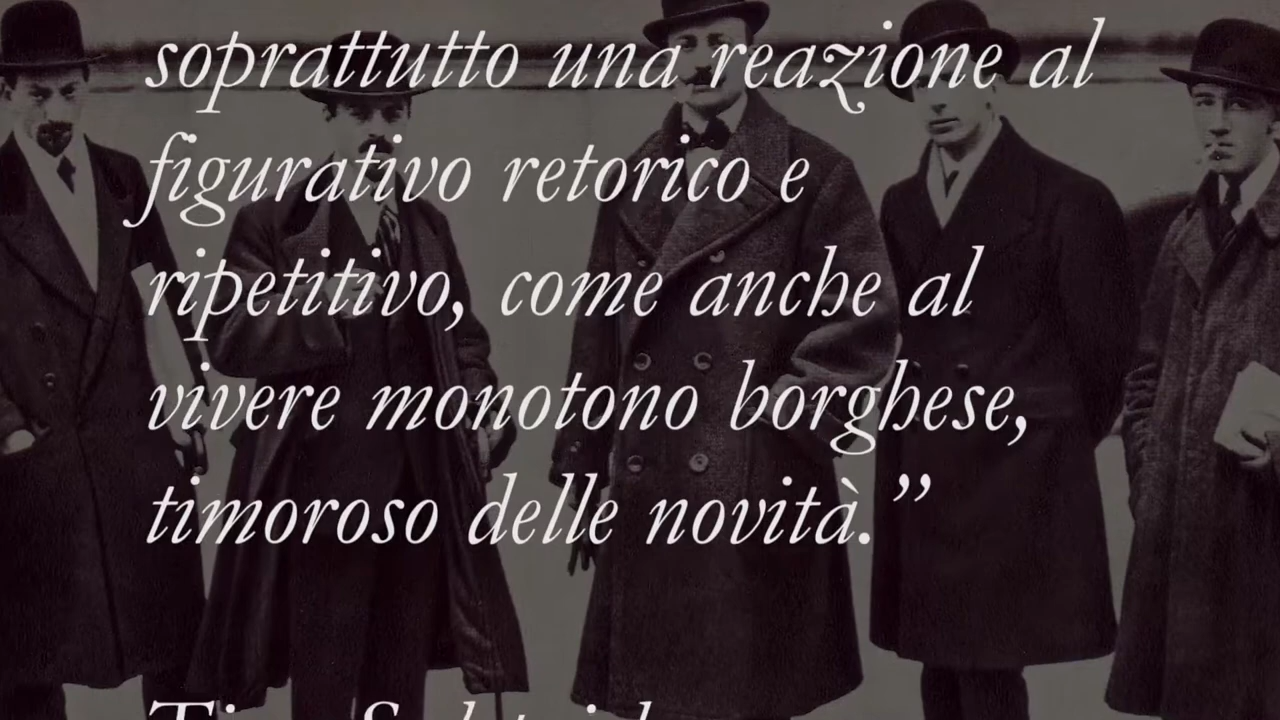 soprattutto una reazione al
figurativo retorico e
ripetitivo, come anche al
vivere monotono borghese,
timoroso delle novità.”